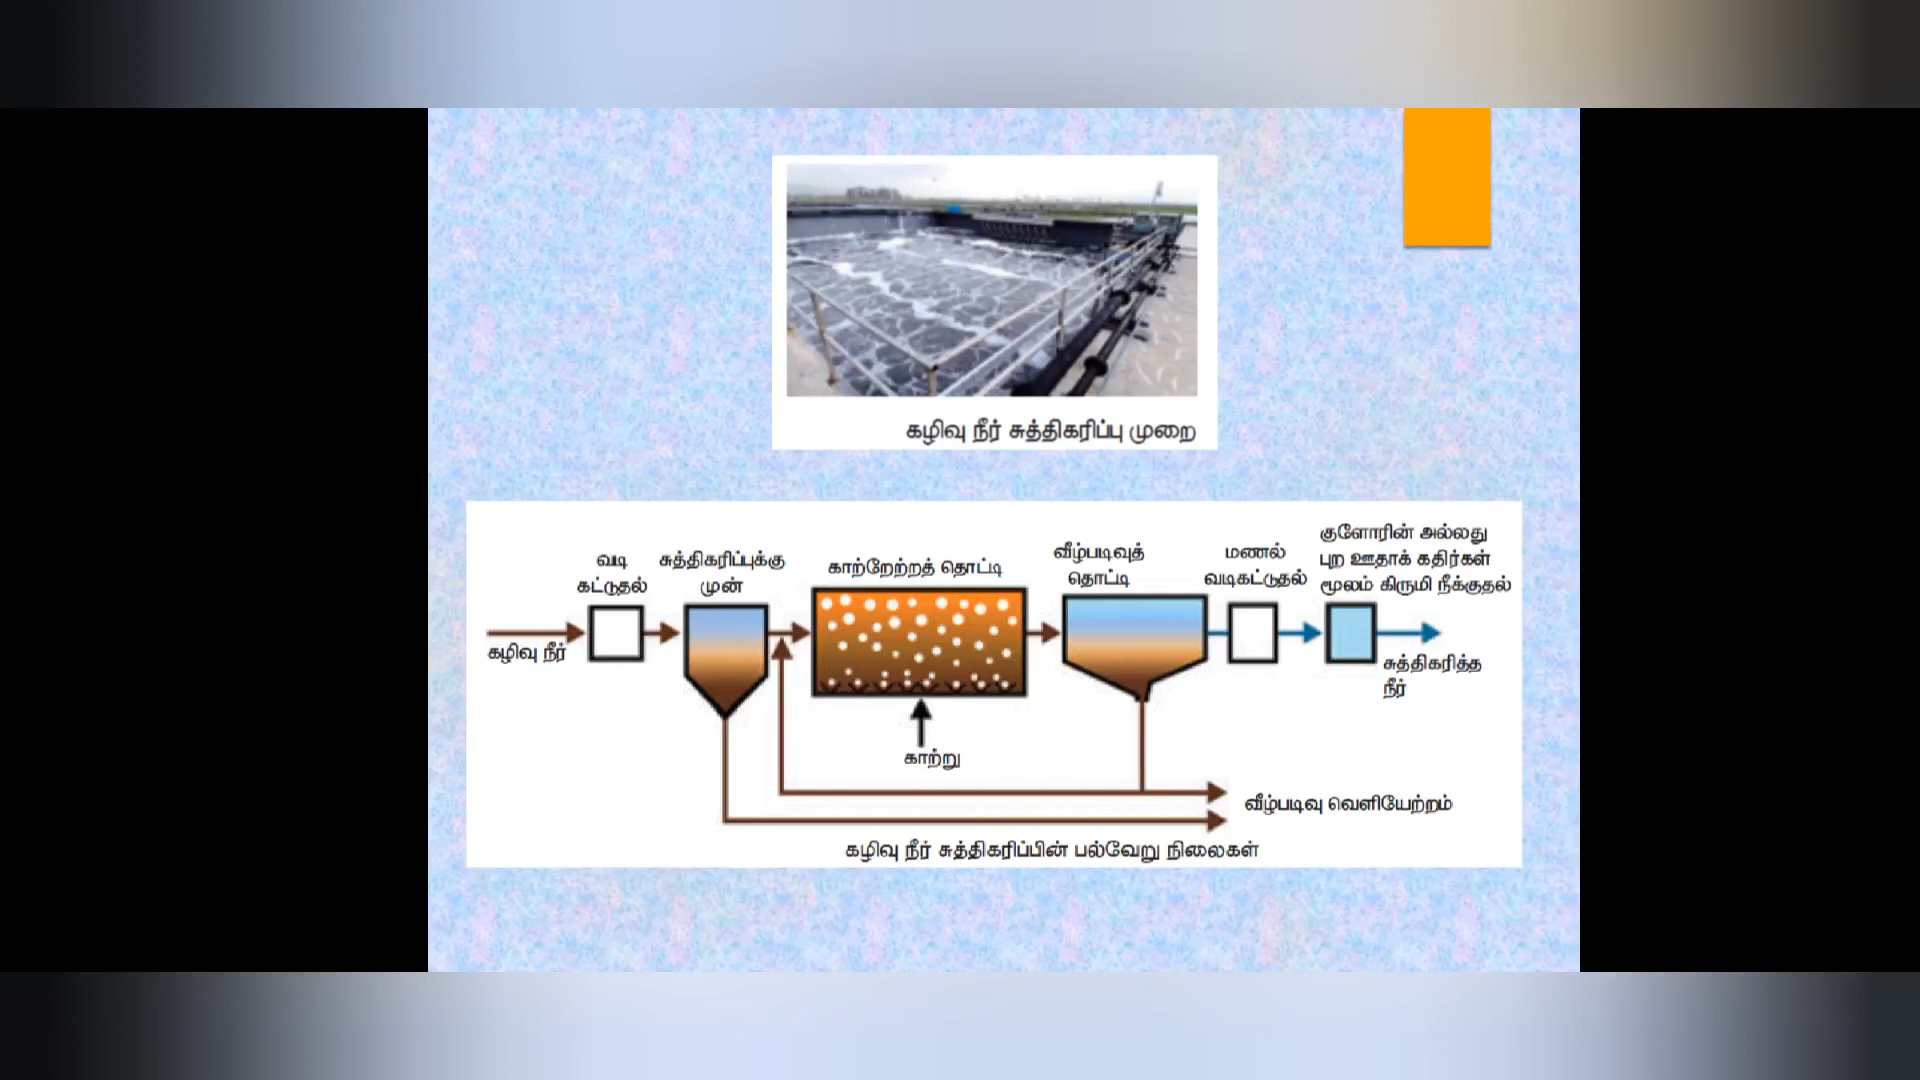 கழிவு நீர் சுத்திகரிப்பு முறை
குளோரின் அல்லது
புற ஊதாக் கதிர்கள்
மூலம் கிருமி நீக்குதல்
வடி
கட்டுதல்
சுத்திகரிப்புக்கு
முன்
காற்றேற்றத் தொட்டி
வீழ்படிவுத்
தொட்டி
மணல்
வடிகட்டுதல்
கழிவு நீர்
சுத்திகரித்த
நீர்
காற்று
வீழ்படிவு வெளியேற்றம்
கழிவு நீர் சுத்திகரிப்பின் பல்வேறு நிலைகள்